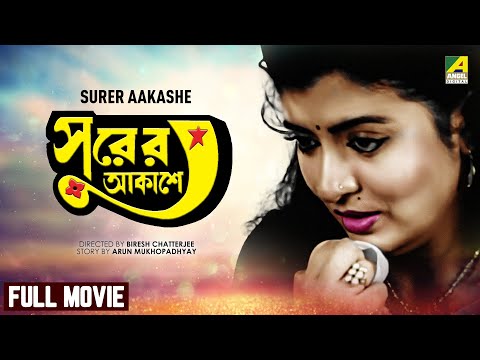 SURER AAKASHE
সুরের
আকাশে
DIRECTED BY BIRESH CHATTERJEE
STORY BY ARUN MUKHOPADHYAY
FULL MOVIE
ANGEL
DIGITAL